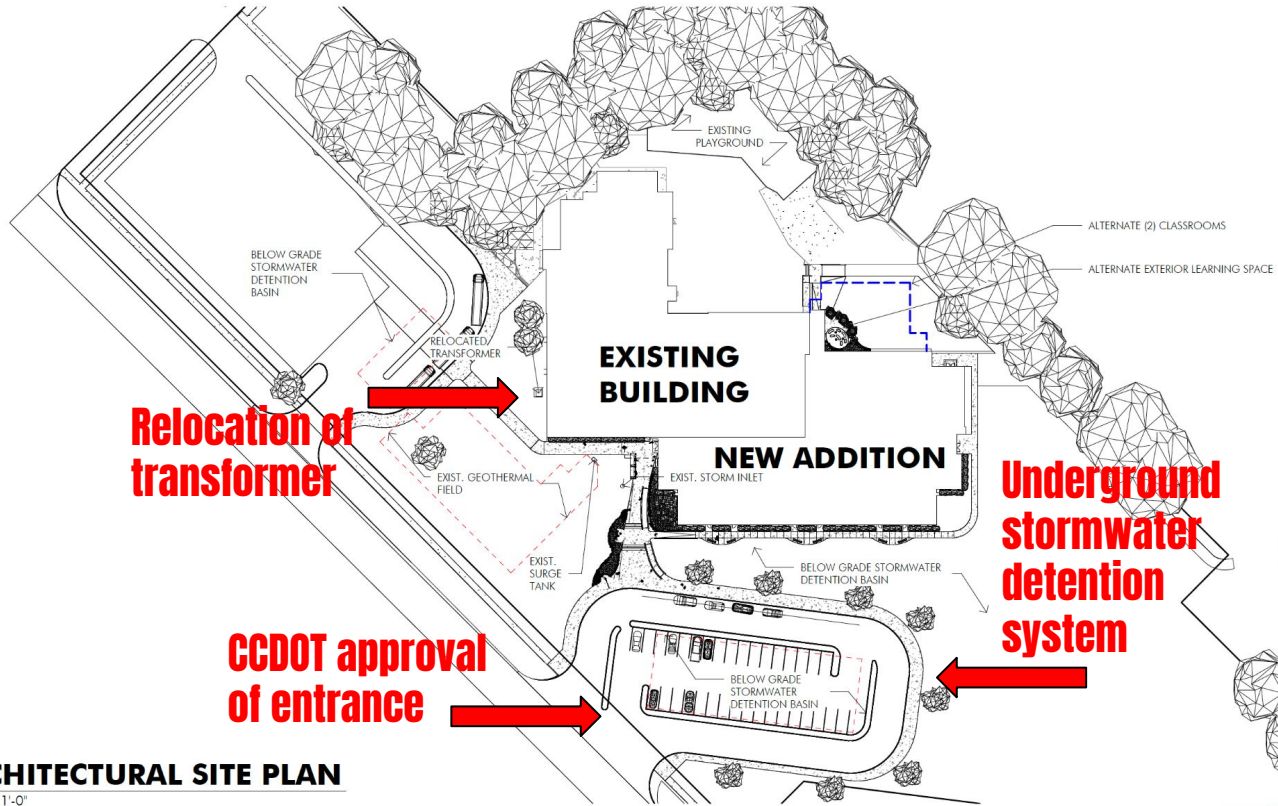 EXISTING
PLAYGROUND
ALTERNATE (2) CLASSROOMS
ALTERNATE EXTERIOR LEARNING SPACE
BELOW GRADE
STORMWATER
DETENTION
BASIN
RELOCATED
TRANSFORMER
EXISTING
BUILDING
Relocation of
transformer
NEW ADDITION
EXIST. GEOTHERMAL
FIELD
EXIST. STORM INLET
Underground
stormwater
detention
system
EXIST.
SURGE
TANK
BELOW GRADE STORMWATER
DETENTION BASIN
CCDOT approval
of entrance
BELOW GRADE
STORMWATER
DETENTION BASIN
CHITECTURAL SITE PLAN
1'-0"